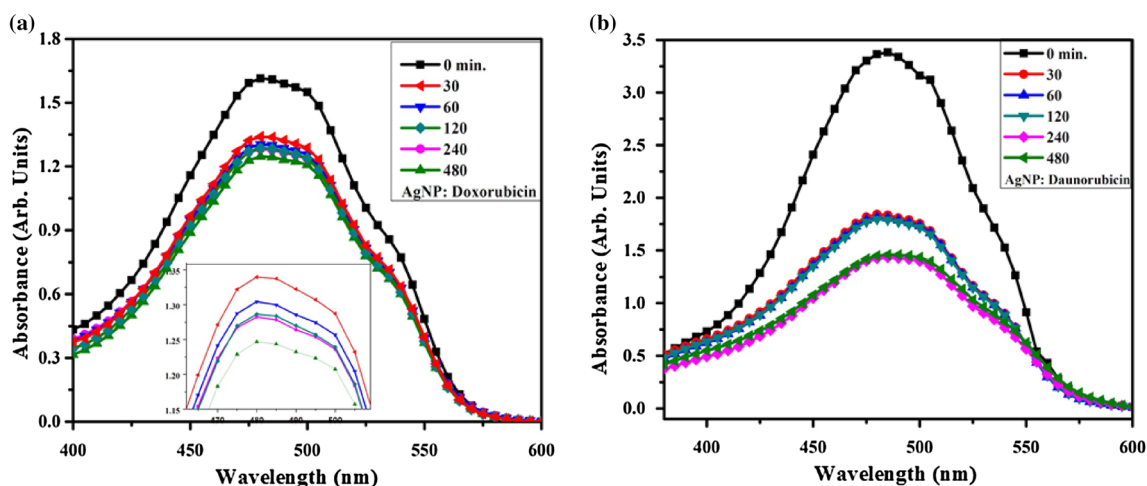 (a)
1.8
1.5
1.2
0.9
0.6
0.3
0.0
Absorbance (Arb. Units)
400 450 500 550 600
Wavelength (nm)
0 min.
30
60
120
240
480
AgNP: Doxorubicin
1.35
1.30
1.25
1.20
1.15
470 480 490 500
(b)
3.5
3.0
2.5
2.0
1.5
1.0
0.5
0.0
Absorbance (Arb. Units)
400 450 500 550 600
Wavelength (nm)
0 min.
30
60
120
240
480
AgNP: Daunorubicin